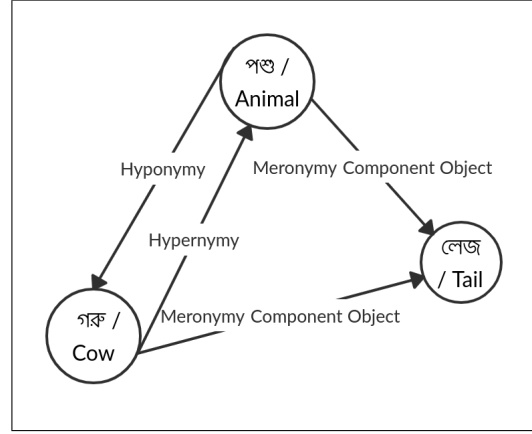 পশু /
Animal
Hyponymy
Meronymy Component Object
Hypernymy
লেজ
/ Tail
গরু /
Cow
Meronymy Component Object